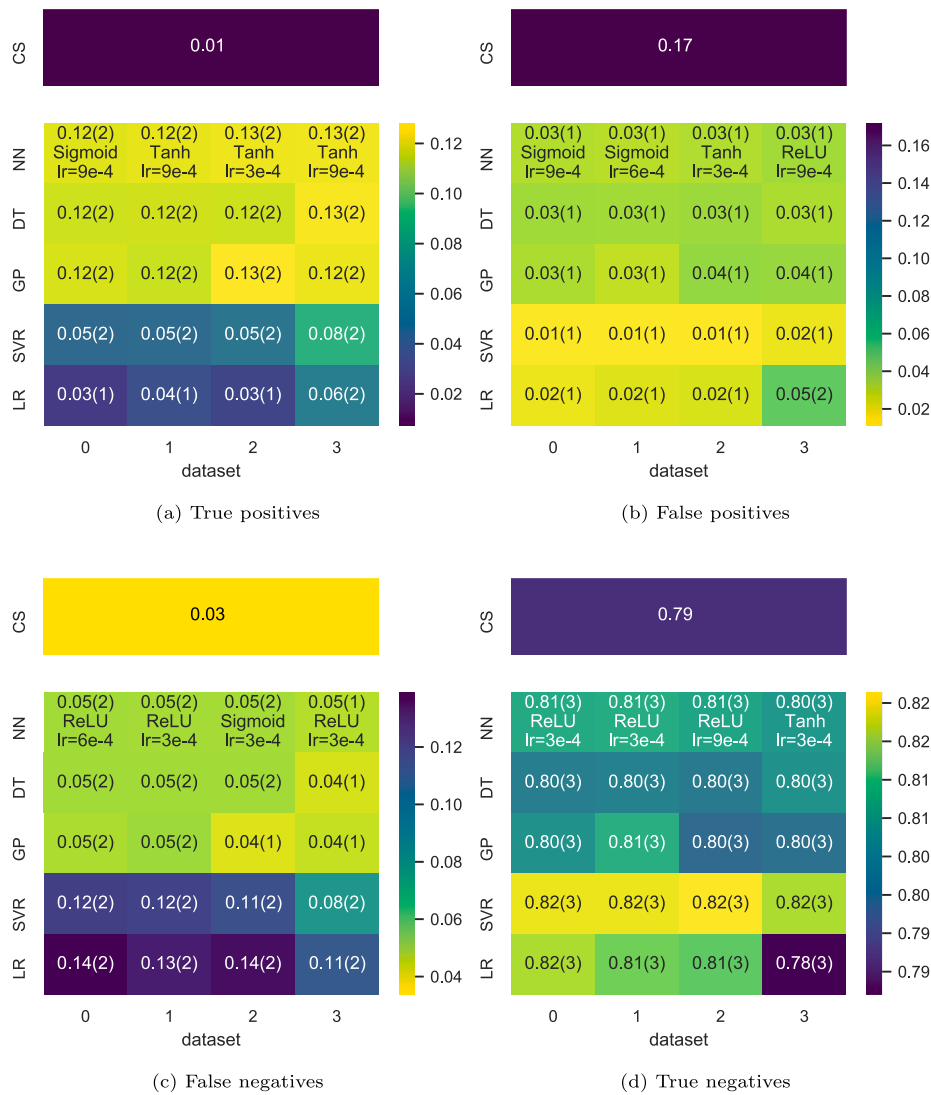 CS
0.01
NN
0.12(2) 0.12(2) 0.13(2) 0.13(2)
Sigmoid Tanh Tanh Tanh
lr=9e-4 lr=9e-4 lr=3e-4 lr=9e-4
DT
0.12(2) 0.12(2) 0.12(2) 0.13(2)
GP
0.12(2) 0.12(2) 0.13(2) 0.12(2)
SVR
0.05(2) 0.05(2) 0.05(2) 0.08(2)
LR
0.03(1) 0.04(1) 0.03(1) 0.06(2)
0 1 2 3
dataset
0.12
0.10
0.08
0.06
0.04
0.02
(a) True positives
CS
0.17
NN
0.03(1) 0.03(1) 0.03(1) 0.03(1)
Sigmoid Sigmoid Tanh ReLU
lr=9e-4 lr=6e-4 lr=3e-4 lr=9e-4
DT
0.03(1) 0.03(1) 0.03(1) 0.03(1)
GP
0.03(1) 0.03(1) 0.04(1) 0.04(1)
SVR
0.01(1) 0.01(1) 0.01(1) 0.02(1)
LR
0.02(1) 0.02(1) 0.02(1) 0.05(2)
0 1 2 3
dataset
0.16
0.14
0.12
0.10
0.08
0.06
0.04
0.02
(b) False positives
CS
0.03
NN
0.05(2) 0.05(2) 0.05(2) 0.05(1)
ReLU ReLU Sigmoid ReLU
lr=6e-4 lr=3e-4 lr=3e-4 lr=3e-4
DT
0.05(2) 0.05(2) 0.05(2) 0.04(1)
GP
0.05(2) 0.05(2) 0.04(1) 0.04(1)
SVR
0.12(2) 0.12(2) 0.11(2) 0.08(2)
LR
0.14(2) 0.13(2) 0.14(2) 0.11(2)
0 1 2 3
dataset
0.12
0.10
0.08
0.06
0.04
(c) False negatives
CS
0.79
NN
0.81(3) 0.81(3) 0.81(3) 0.80(3)
ReLU ReLU ReLU Tanh
lr=3e-4 lr=3e-4 lr=9e-4 lr=3e-4
DT
0.80(3) 0.80(3) 0.80(3) 0.80(3)
GP
0.80(3) 0.81(3) 0.80(3) 0.80(3)
SVR
0.82(3) 0.82(3) 0.82(3) 0.82(3)
LR
0.82(3) 0.81(3) 0.81(3) 0.78(3)
0 1 2 3
dataset
0.82
0.82
0.81
0.80
0.80
0.79
0.79
(d) True negatives